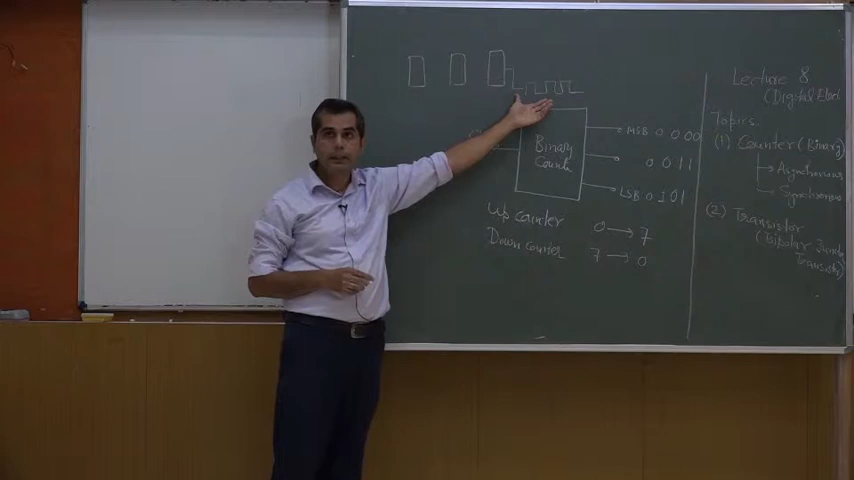 Lecture 8
(Digital Elect
Topics
(1) Counter (Binary)
Asynchronous
Synchronous
(2) Transistor
(Bipolar Junct
Transistor)
Binary
Count
MSB 0 0 0 0
0 0 1 1
LSB 0 1 0 1
Up counter 0 → 7
Down Counter 7 → 0